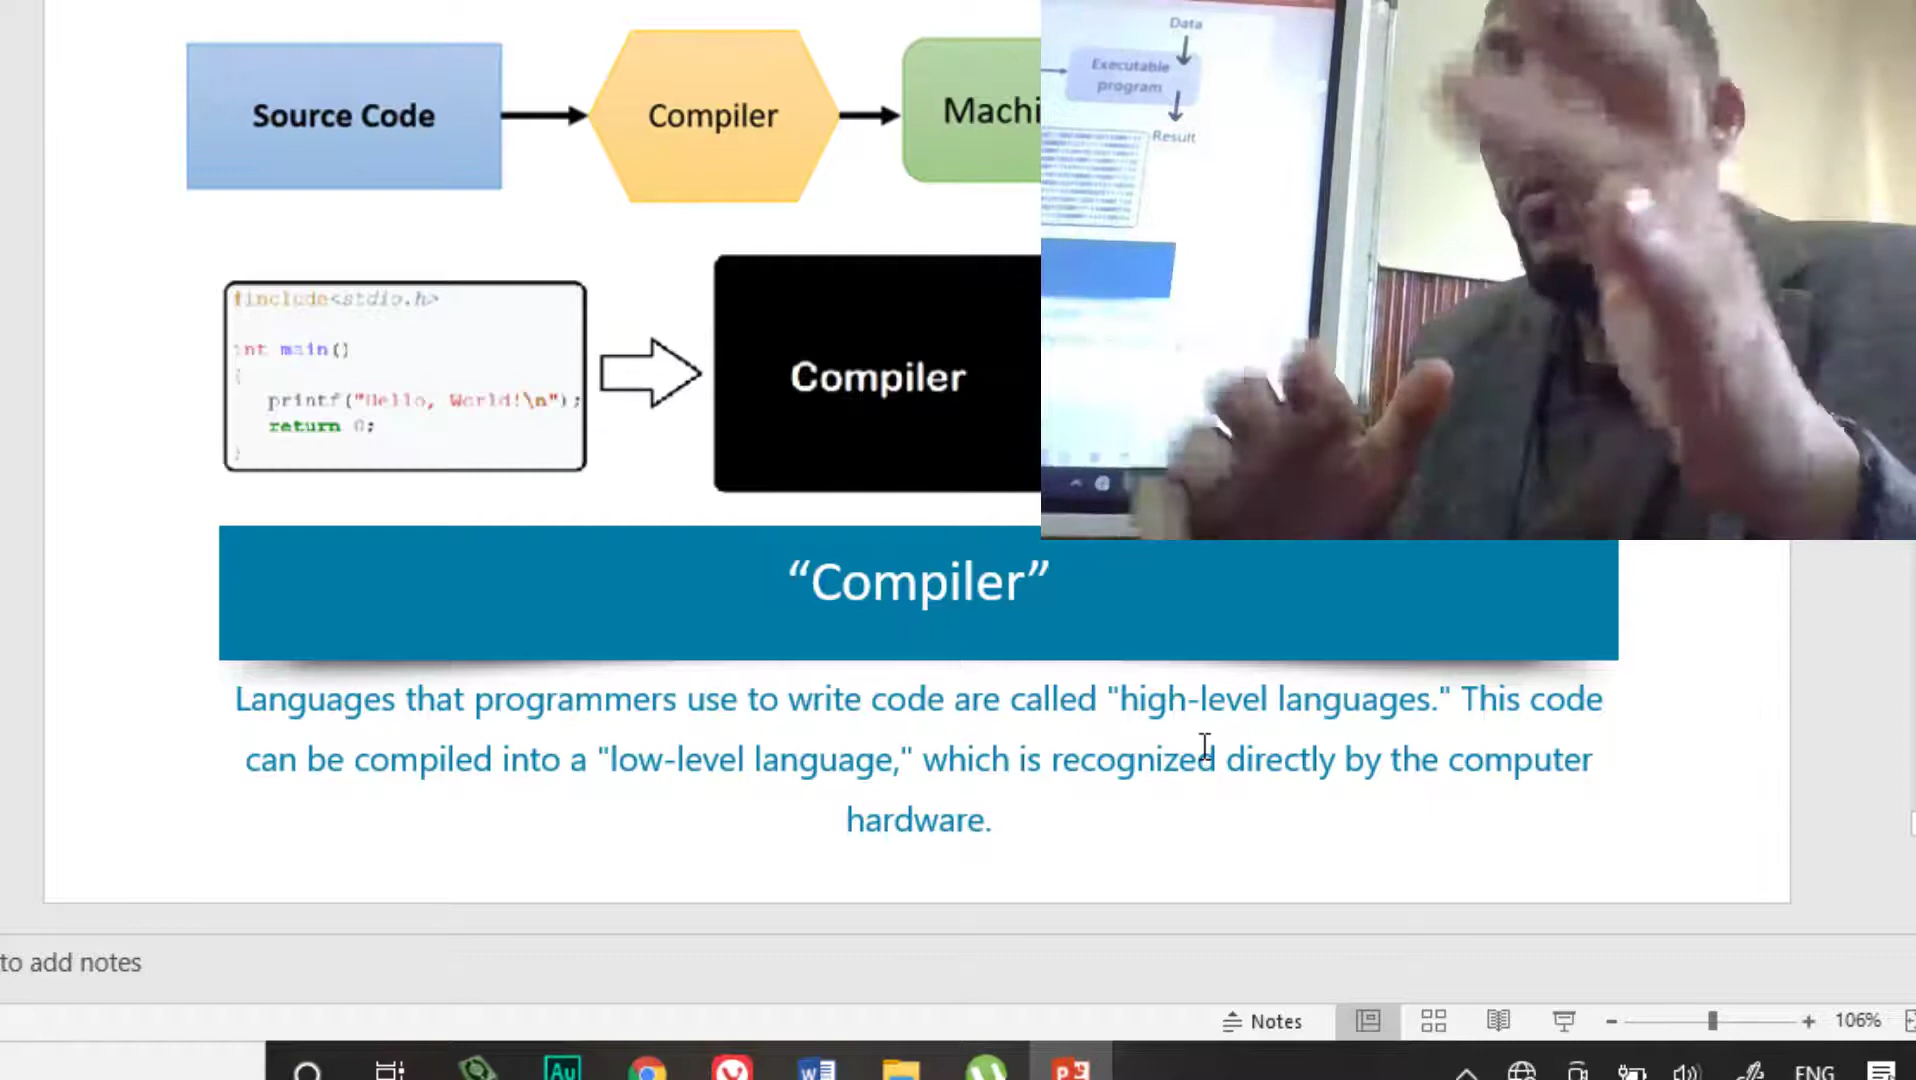 Source Code
Compiler
Machi
Data
Executable
program
Result
#include<stdio.h>
int main()
{
printf("Hello, World!\n");
return 0;
}
Compiler
“Compiler”
Languages that programmers use to write code are called "high-level languages." This code
can be compiled into a "low-level language," which is recognized directly by the computer
hardware.
to add notes
Notes
106%
Au
ENG